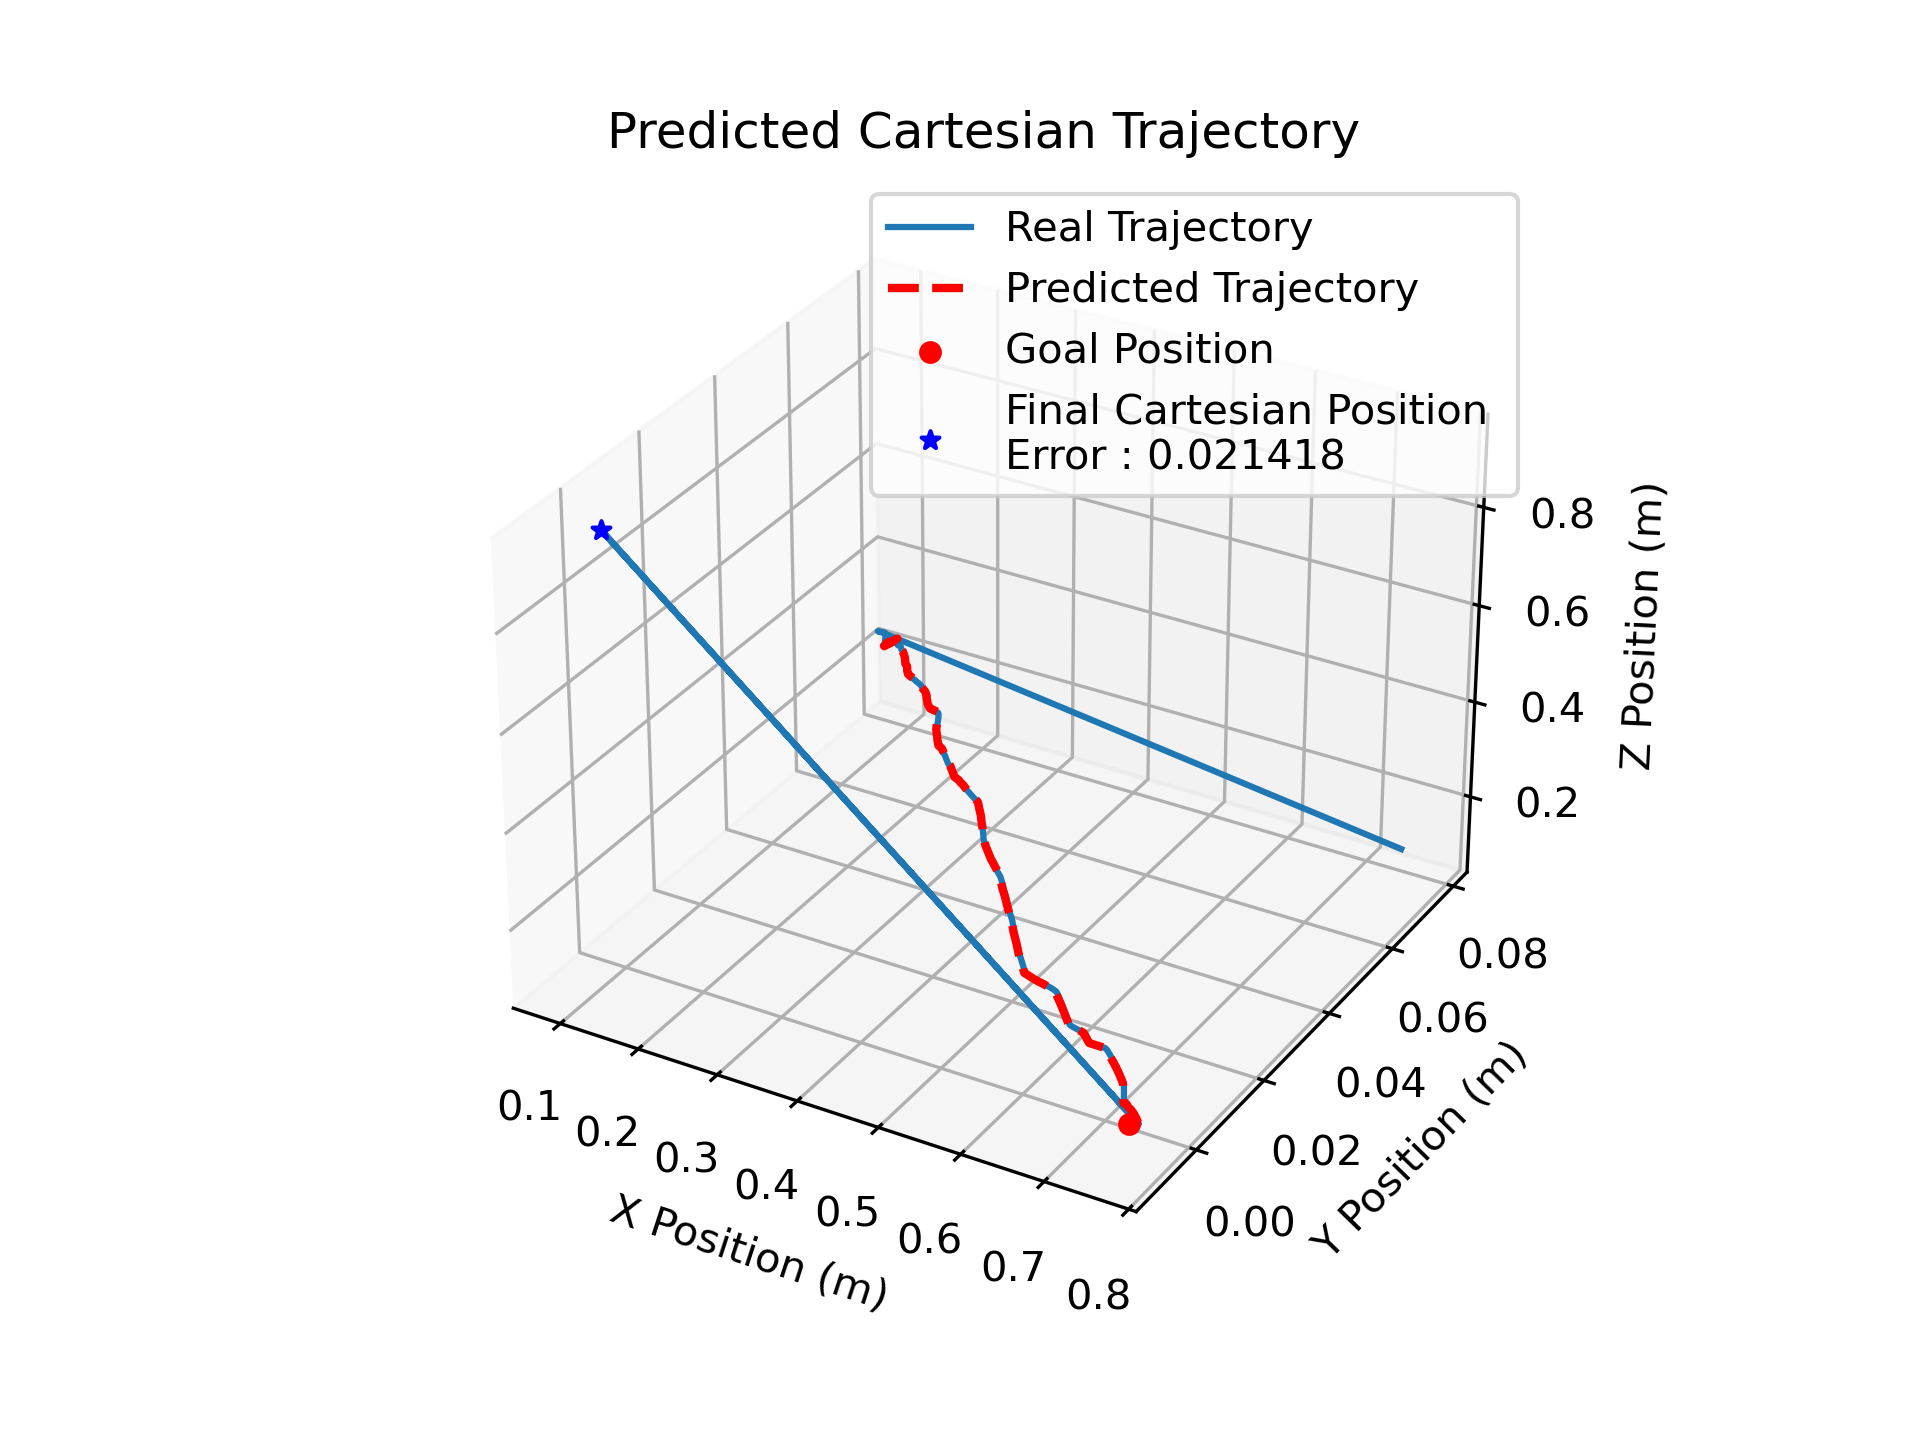 Predicted Cartesian Trajectory
Real Trajectory
Predicted Trajectory
Goal Position
Final Cartesian Position
Error : 0.021418
0.8
0.6
0.4
0.2
Z Position (m)
0.08
0.06
0.04
0.02
0.00
Y Position (m)
0.1
0.2
0.3
0.4
0.5
0.6
0.7
0.8
X Position (m)